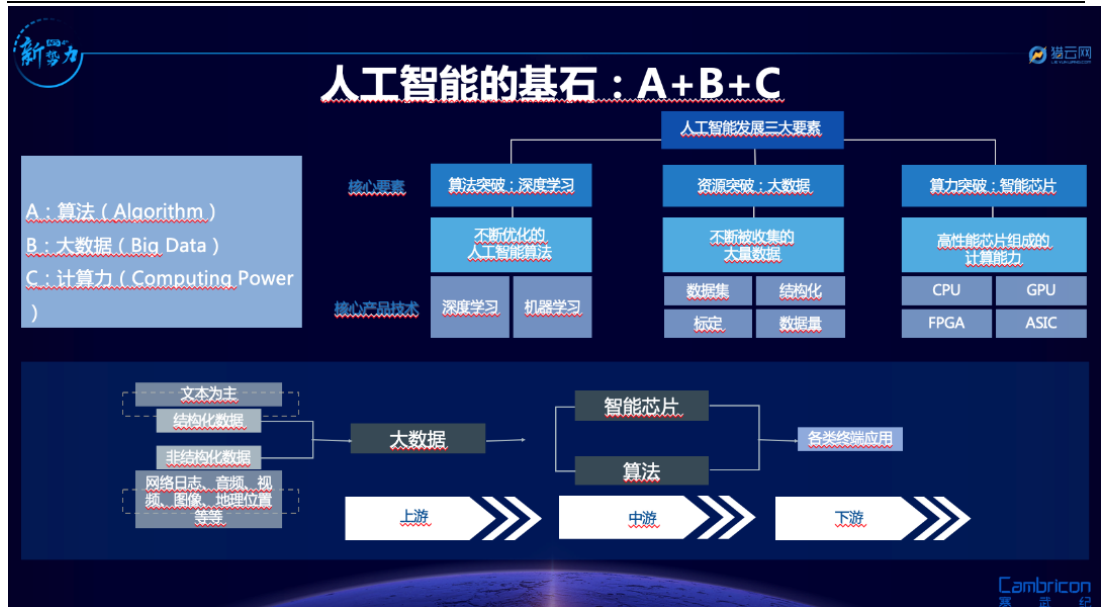 新势力
猎云网
人工智能的基石：A+B+C
人工智能发展三大要素
A：算法（Algorithm）
B：大数据（Big Data）
C：计算力（Computing Power
）
核心要素
算法突破：深度学习
资源突破：大数据
算力突破：智能芯片
不断优化的
人工智能算法
不断被收集的
大量数据
高性能芯片组成的
计算能力
核心产品技术
深度学习
机器学习
数据集
结构化
标定
数据量
CPU
GPU
FPGA
ASIC
文本为主
结构化数据
非结构化数据
网络日志、音频、视
频、图像、地理位置
等等
大数据
智能芯片
算法
各类终端应用
上游
中游
下游
Cambricon
寒武纪